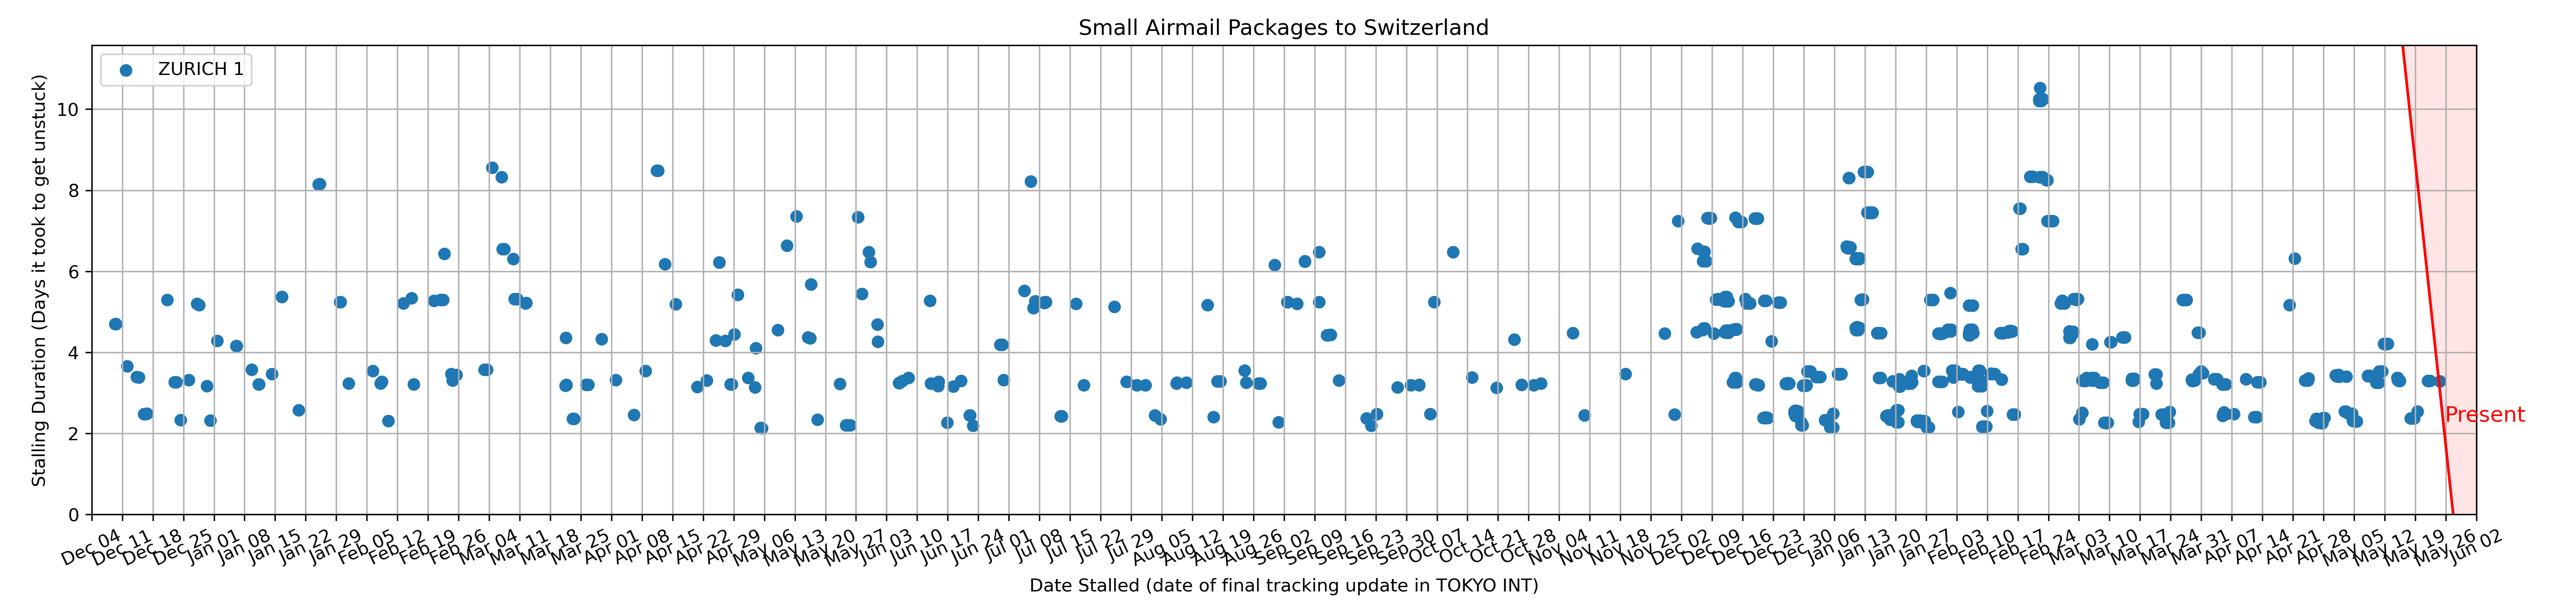 Small Airmail Packages to Switzerland
ZURICH 1
Stalling Duration (Days it took to get unstuck)
10
8
6
4
2
0
Present
Dec 04 Dec 11 Dec 18 Dec 25 Jan 01 Jan 08 Jan 15 Jan 22 Jan 29 Feb 05 Feb 12 Feb 19 Feb 26 Mar 04 Mar 11 Mar 18 Mar 25 Apr 01 Apr 08 Apr 15 Apr 22 Apr 29 May 06 May 13 May 20 May 27 Jun 03 Jun 10 Jun 17 Jun 24 Jul 01 Jul 08 Jul 15 Jul 22 Jul 29 Aug 05 Aug 12 Aug 19 Aug 26 Sep 02 Sep 09 Sep 16 Sep 23 Sep 30 Oct 07 Oct 14 Oct 21 Oct 28 Nov 04 Nov 11 Nov 18 Nov 25 Dec 02 Dec 09 Dec 16 Dec 23 Dec 30 Jan 06 Jan 13 Jan 20 Jan 27 Feb 03 Feb 10 Feb 17 Feb 24 Mar 03 Mar 10 Mar 17 Mar 24 Mar 31 Apr 07 Apr 14 Apr 21 Apr 28 May 05 May 12 May 19 May 26 Jun 02
Date Stalled (date of final tracking update in TOKYO INT)